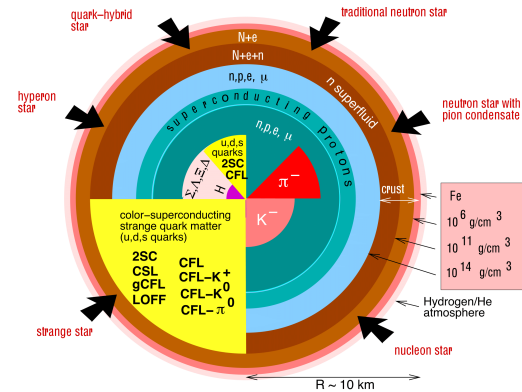 quark–hybrid
star
traditional neutron star
N+e
N+e+n
n,p,e, μ
n superfluid
hyperon
star
neutron star with
pion condensate
superconducting protons
n,p,e, μ
u,d,s
quarks
2SC
CFL
Σ,Λ,Ξ,Δ
H
π⁻
K⁻
crust
Fe
10⁶ g/cm³
10¹¹ g/cm³
10¹⁴ g/cm³
color–superconducting
strange quark matter
(u,d,s quarks)
2SC
CSL
gCFL
LOFF
CFL
CFL–K⁺
CFL–K⁰
CFL–π⁰
Hydrogen/He
atmosphere
strange star
nucleon star
R ~ 10 km